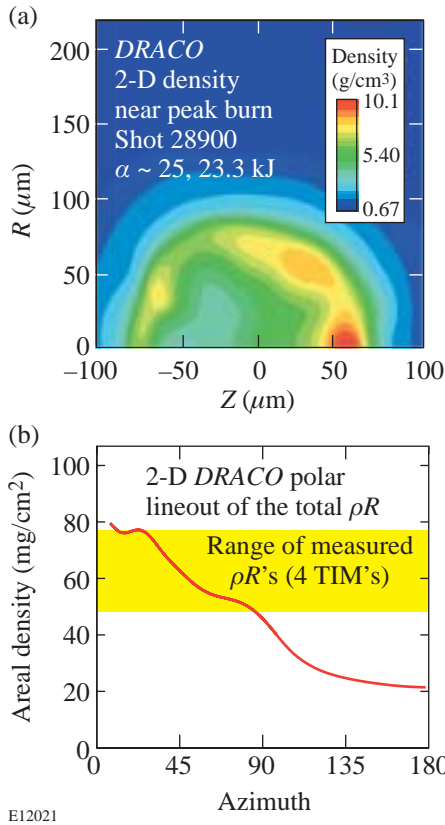 (a)
DRACO
2-D density
near peak burn
Shot 28900
α ~ 25, 23.3 kJ
Density
(g/cm3)
10.1
5.40
0.67
200
150
100
50
0
R (μm)
–100
–50
0
50
100
Z (μm)
(b)
2-D DRACO polar
lineout of the total ρR
Range of measured
ρR's (4 TIM's)
100
80
60
40
20
0
Areal density (mg/cm2)
0
45
90
135
180
Azimuth
E12021